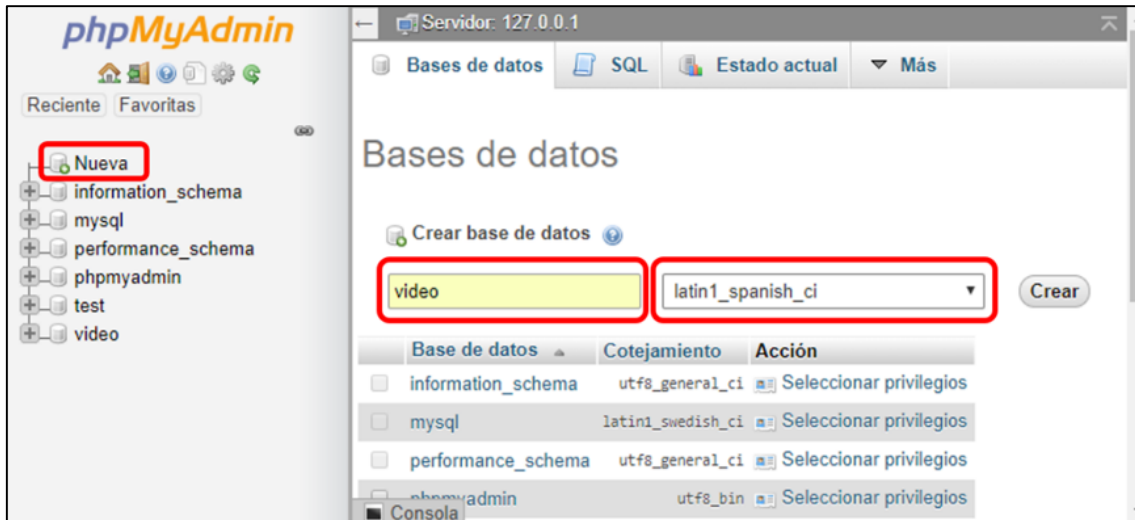 phpMyAdmin
Reciente Favoritas
Nueva
information_schema
mysql
performance_schema
phpmyadmin
test
video
Servidor: 127.0.0.1
Bases de datos SQL Estado actual Más
Bases de datos
Crear base de datos
video latin1_spanish_ci Crear
Base de datos Cotejamiento Acción
information_schema utf8_general_ci Seleccionar privilegios
mysql latin1_swedish_ci Seleccionar privilegios
performance_schema utf8_general_ci Seleccionar privilegios
phpmyadmin utf8_bin Seleccionar privilegios
Consola